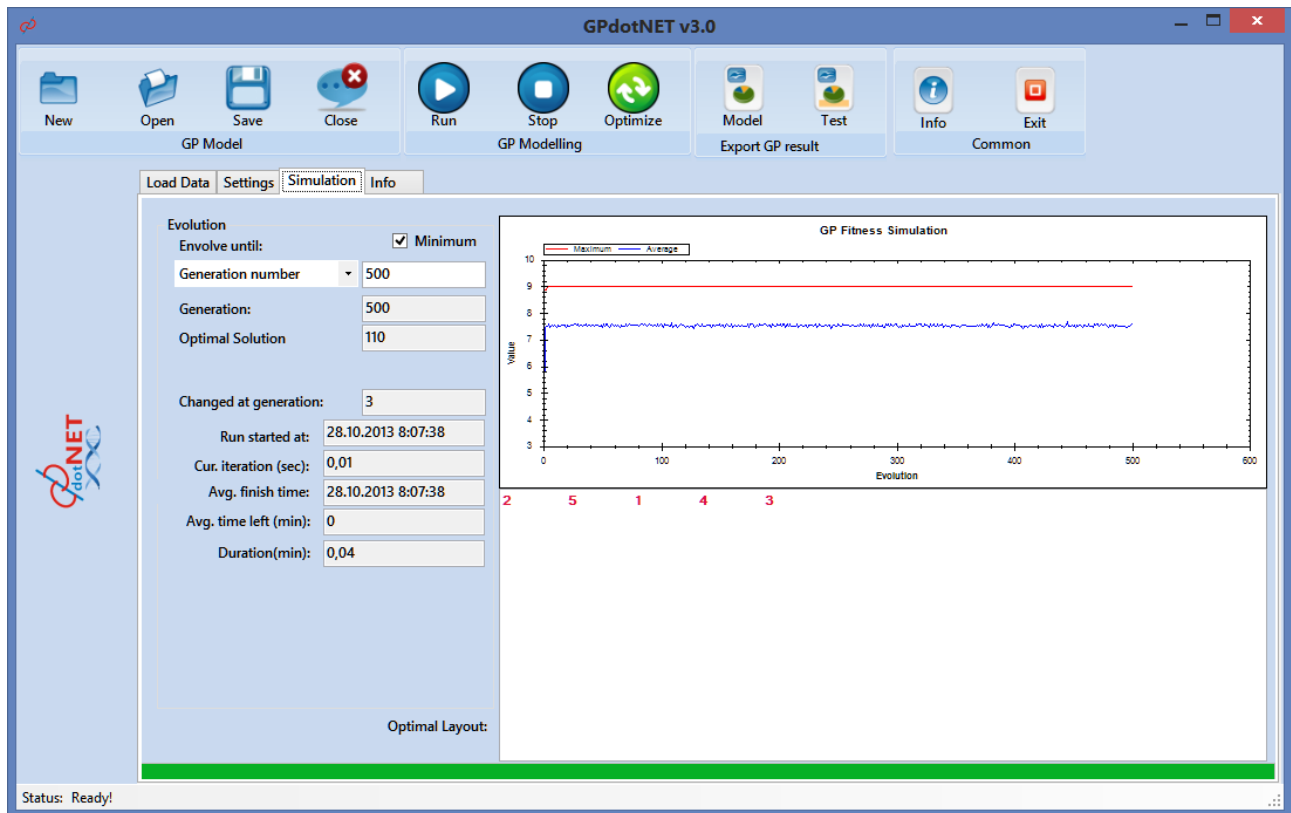 GPdotNET v3.0
New
Open
Save
Close
Run
Stop
Optimize
Model
Test
Info
Exit
GP Model
GP Modelling
Export GP result
Common
Load Data
Settings
Simulation
Info
Evolution
Envolve until:
Minimum
Generation number
500
Generation:
500
Optimal Solution
110
Changed at generation:
3
Run started at:
28.10.2013 8:07:38
Cur. iteration (sec):
0,01
Avg. finish time:
28.10.2013 8:07:38
Avg. time left (min):
0
Duration(min):
0,04
Optimal Layout:
GP Fitness Simulation
Maximum
Average
10
9
8
7
6
5
4
3
Value
0 100 200 300 400 500 600
Evolution
2 5 1 4 3
GPdotNET
Status: Ready!